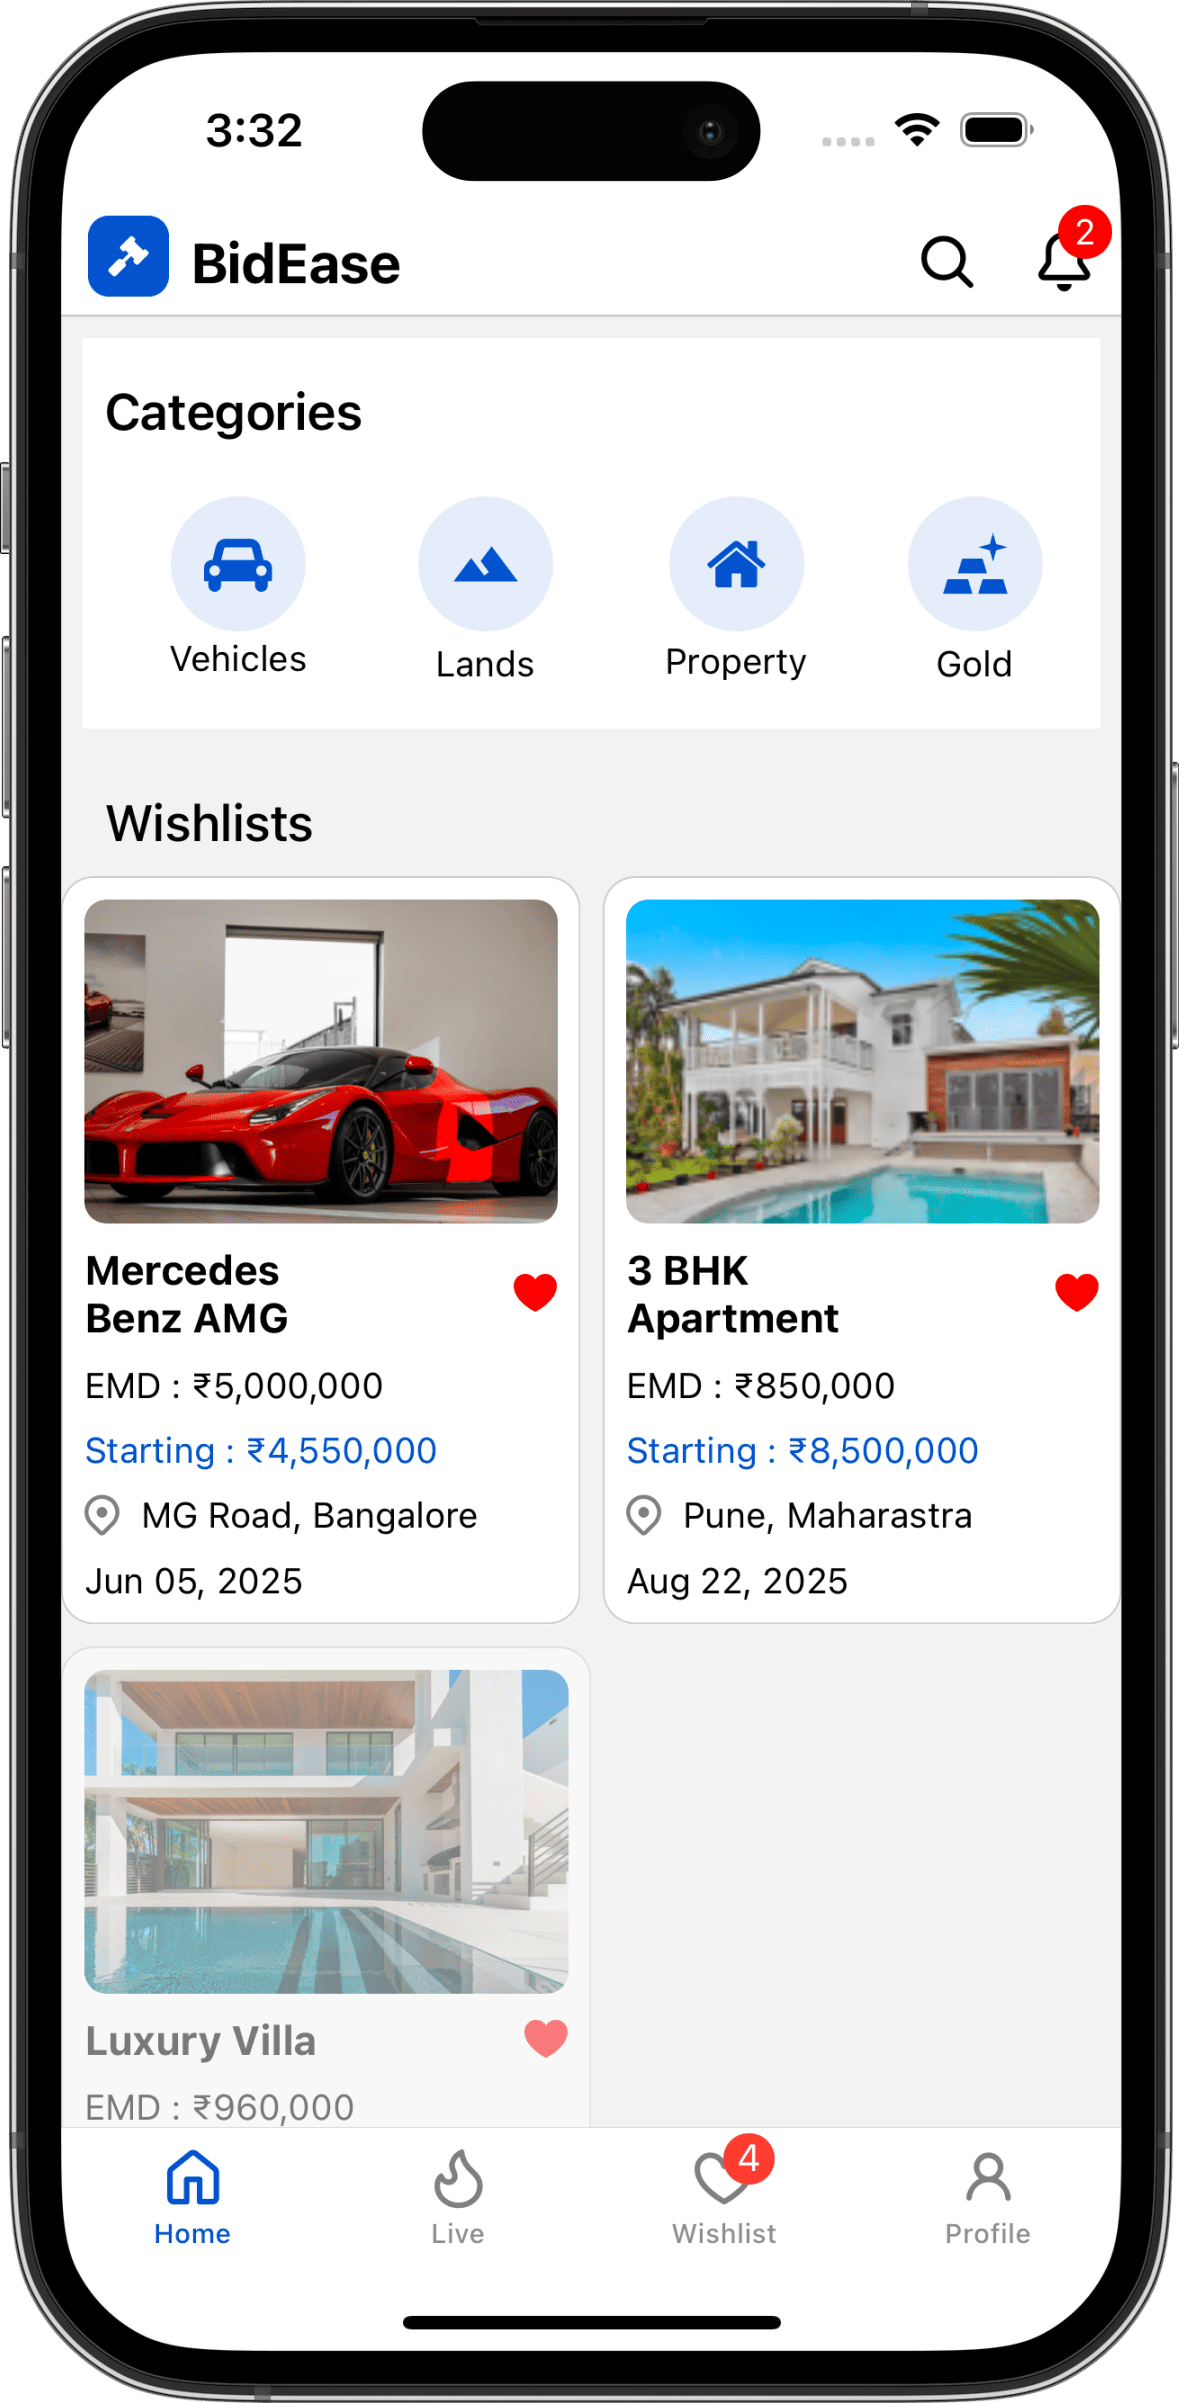 3:32
BidEase
2
Categories
Vehicles
Lands
Property
Gold
Wishlists
Mercedes
Benz AMG
EMD : ₹5,000,000
Starting : ₹4,550,000
MG Road, Bangalore
Jun 05, 2025
3 BHK
Apartment
EMD : ₹850,000
Starting : ₹8,500,000
Pune, Maharastra
Aug 22, 2025
Luxury Villa
EMD : ₹960,000
Home
Live
4
Wishlist
Profile